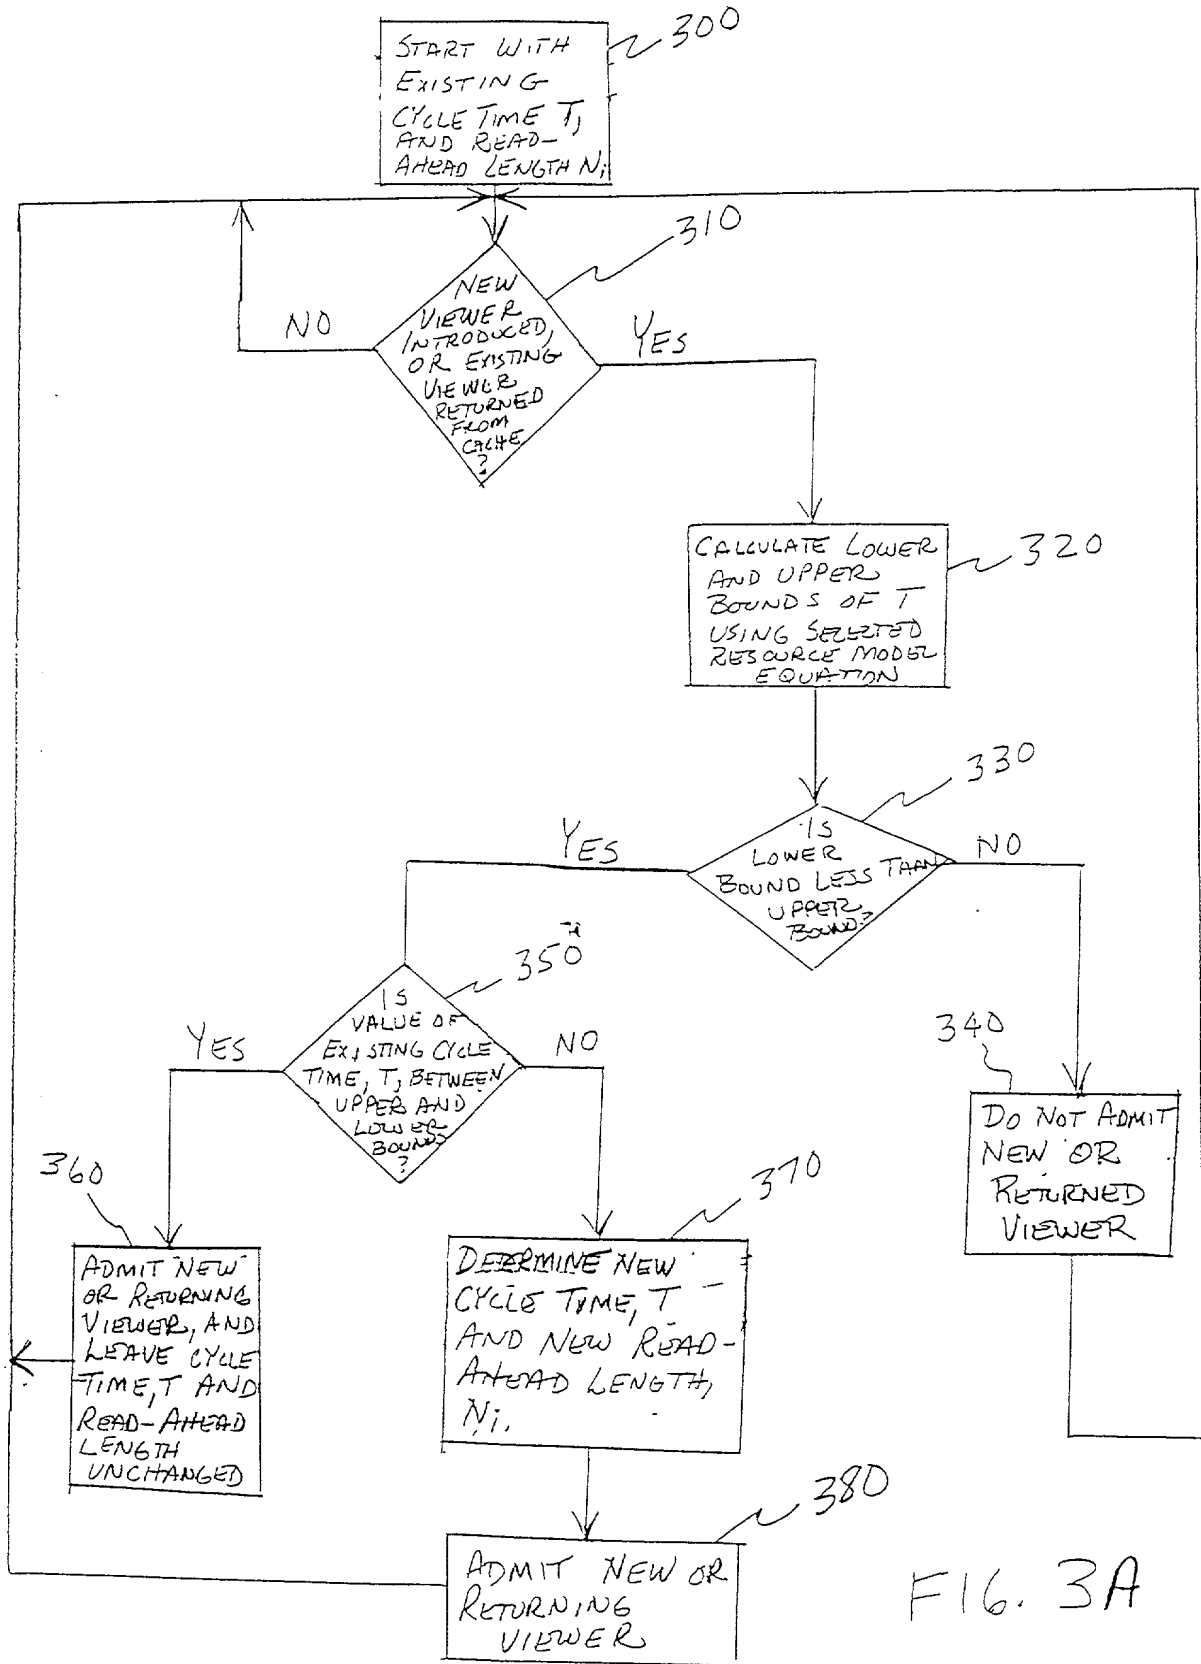 300
START WITH
EXISTING
CYCLE TIME T,
AND READ-
AHEAD LENGTH Ni
310
NEW
VIEWER
INTRODUCED,
OR EXISTING
VIEWER
RETURNED
FROM
CACHE
?
NO
YES
320
CALCULATE LOWER
AND UPPER
BOUNDS OF T
USING SELECTED
RESOURCE MODEL
EQUATION
330
IS
LOWER
BOUND LESS THAN
UPPER
BOUND?
YES
NO
350
IS
VALUE OF
EXISTING CYCLE
TIME, T, BETWEEN
UPPER AND
LOWER
BOUND
?
YES
NO
340
DO NOT ADMIT
NEW OR
RETURNED
VIEWER
360
ADMIT NEW
OR RETURNING
VIEWER, AND
LEAVE CYCLE
TIME, T AND
READ-AHEAD
LENGTH
UNCHANGED
370
DETERMINE NEW
CYCLE TIME, T
AND NEW READ-
AHEAD LENGTH,
Ni.
380
ADMIT NEW OR
RETURNING
VIEWER
FIG. 3A